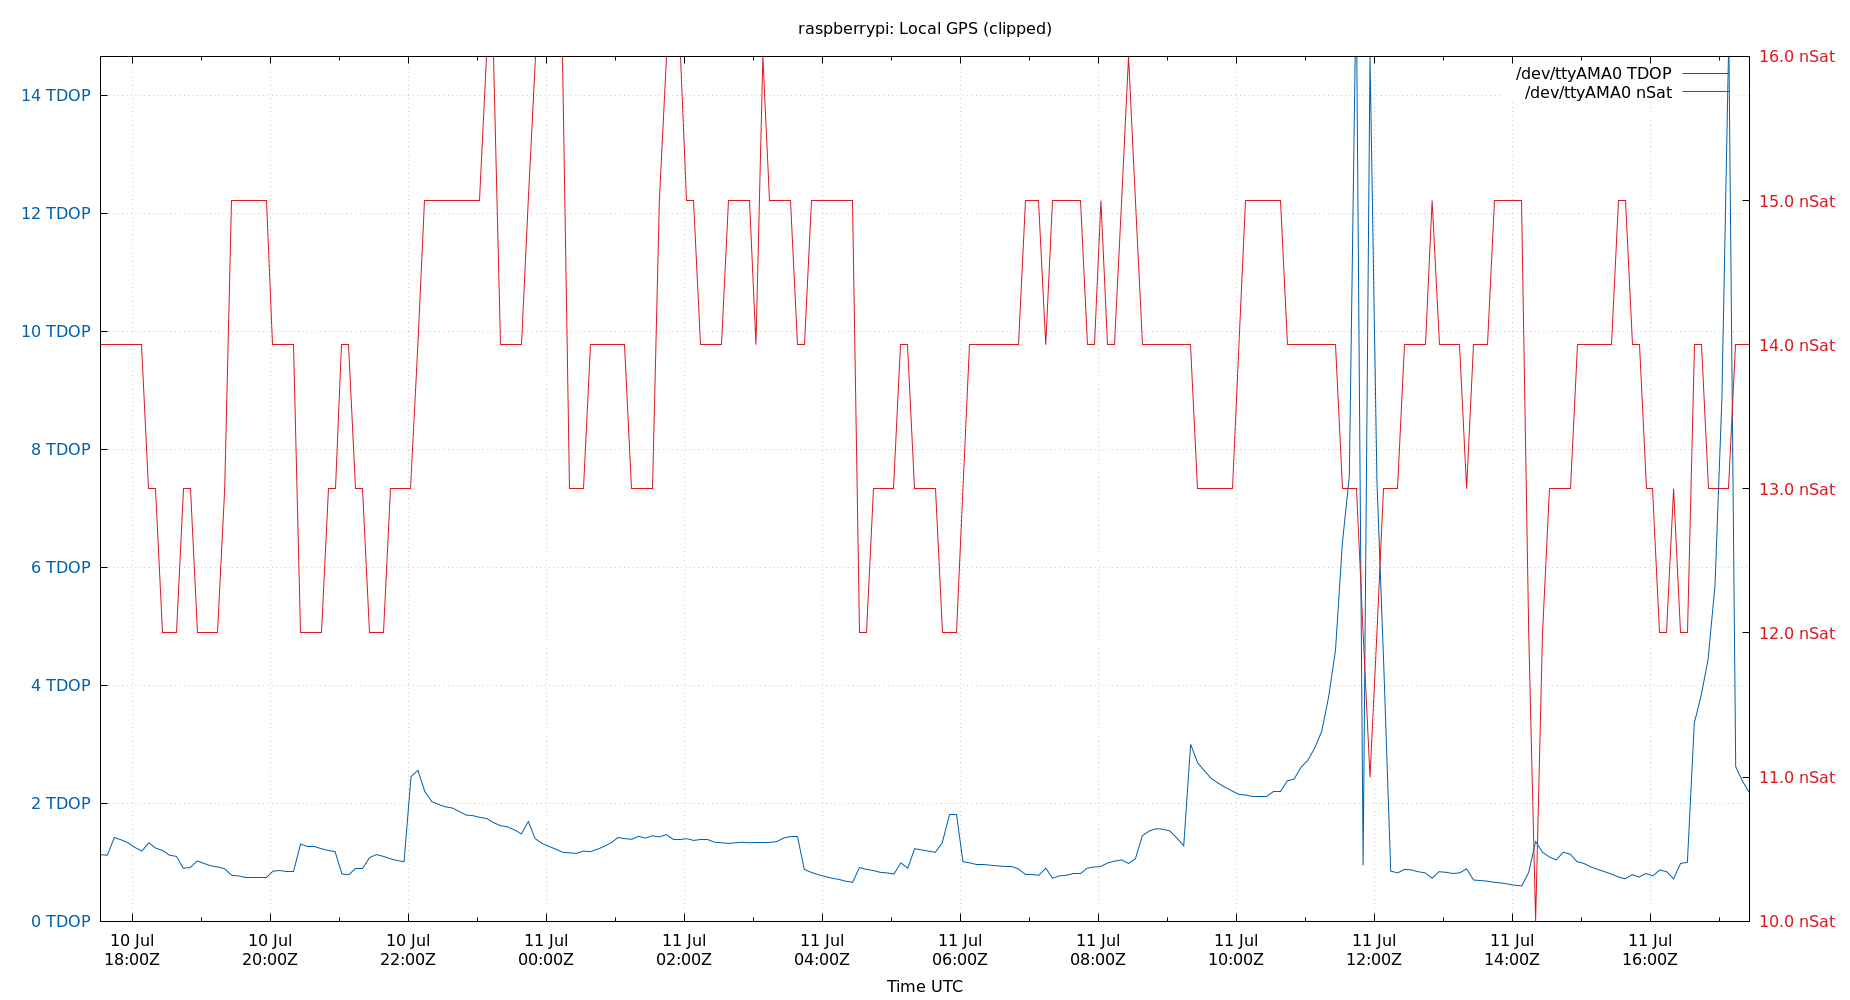 raspberrypi: Local GPS (clipped)
16.0 nSat
/dev/ttyAMA0 TDOP
/dev/ttyAMA0 nSat
14 TDOP
12 TDOP
15.0 nSat
10 TDOP
14.0 nSat
8 TDOP
13.0 nSat
6 TDOP
12.0 nSat
4 TDOP
11.0 nSat
2 TDOP
0 TDOP
10.0 nSat
10 Jul 10 Jul 10 Jul 11 Jul 11 Jul 11 Jul 11 Jul 11 Jul 11 Jul 11 Jul 11 Jul 11 Jul
18:00Z 20:00Z 22:00Z 00:00Z 02:00Z 04:00Z 06:00Z 08:00Z 10:00Z 12:00Z 14:00Z 16:00Z
Time UTC